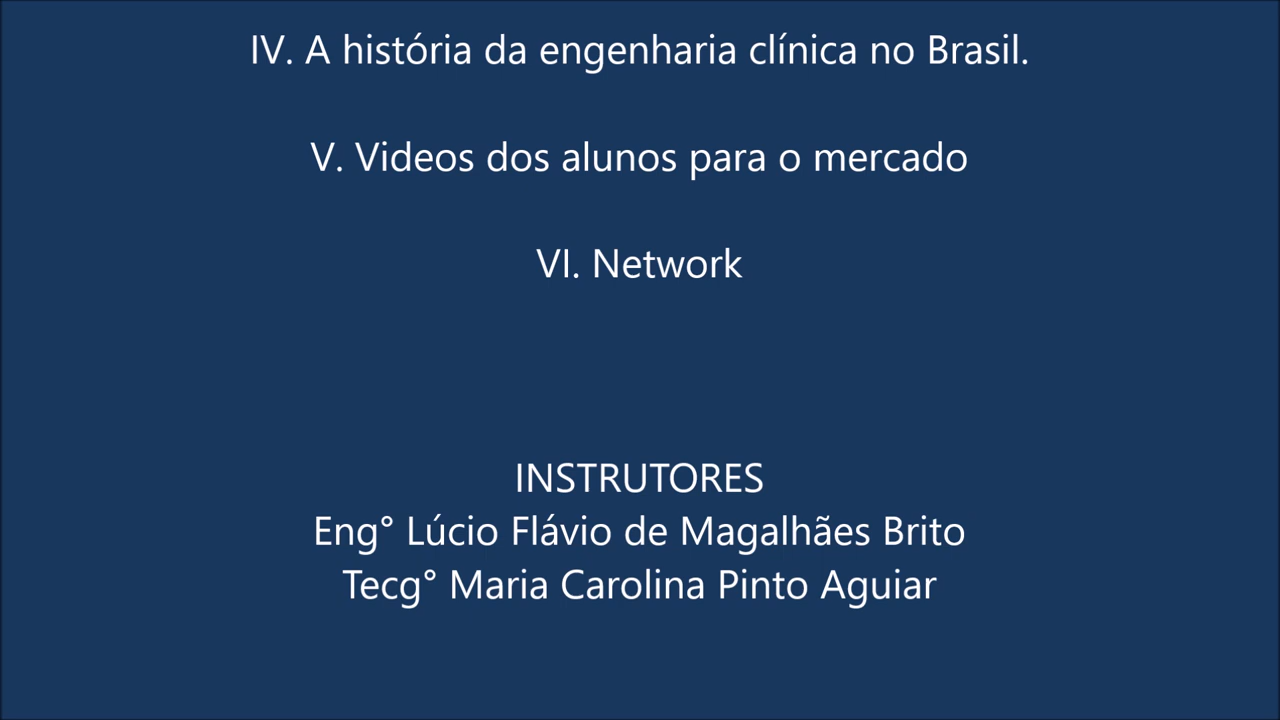 IV. A história da engenharia clínica no Brasil.
V. Videos dos alunos para o mercado
VI. Network
INSTRUTORES
Eng° Lúcio Flávio de Magalhães Brito
Tecg° Maria Carolina Pinto Aguiar